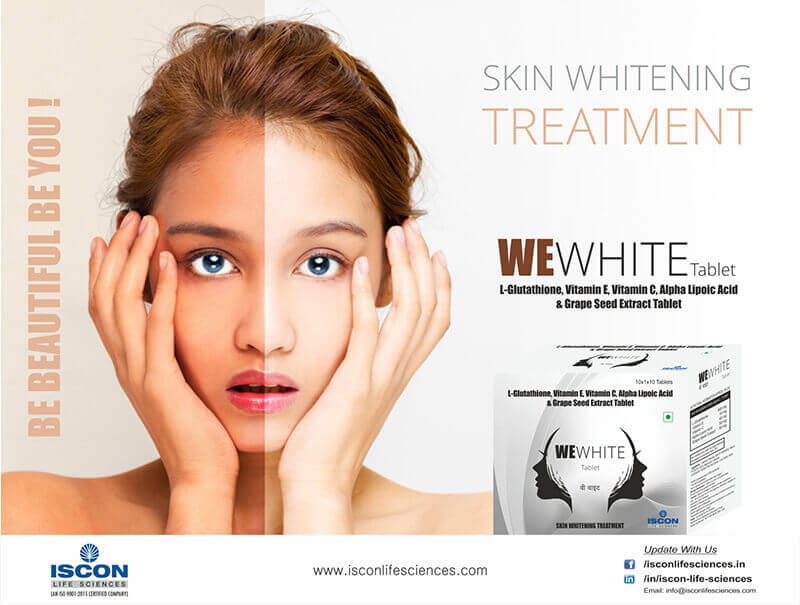 BE BEAUTIFUL BE YOU !
SKIN WHITENING
TREATMENT
WEWHITE Tablet
L-Glutathione, Vitamin E, Vitamin C, Alpha Lipoic Acid
& Grape Seed Extract Tablet
WEWHITE
10x1x10 Tablets
L-Glutathione, Vitamin E, Vitamin C, Alpha Lipoic Acid
& Grape Seed Extract Tablet
WEWHITE
Tablet
वी वाइट
SKIN WHITENING TREATMENT
ISCON
WEWHITE
Tablet
ISCON
LIFE SCIENCES
(AN ISO 9001:2015 CERTIFIED COMPANY)
www.isconlifesciences.com
Update With Us
/isconlifesciences.in
/in/iscon-life-sciences
Email: info@isconlifesciences.com